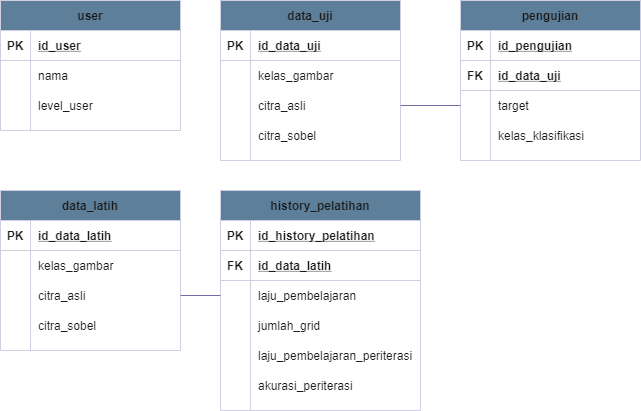 user
PK id_user
nama
level_user
data_uji
PK id_data_uji
kelas_gambar
citra_asli
citra_sobel
pengujian
PK id_pengujian
FK id_data_uji
target
kelas_klasifikasi
data_latih
PK id_data_latih
kelas_gambar
citra_asli
citra_sobel
history_pelatihan
PK id_history_pelatihan
FK id_data_latih
laju_pembelajaran
jumlah_grid
laju_pembelajaran_periterasi
akurasi_periterasi